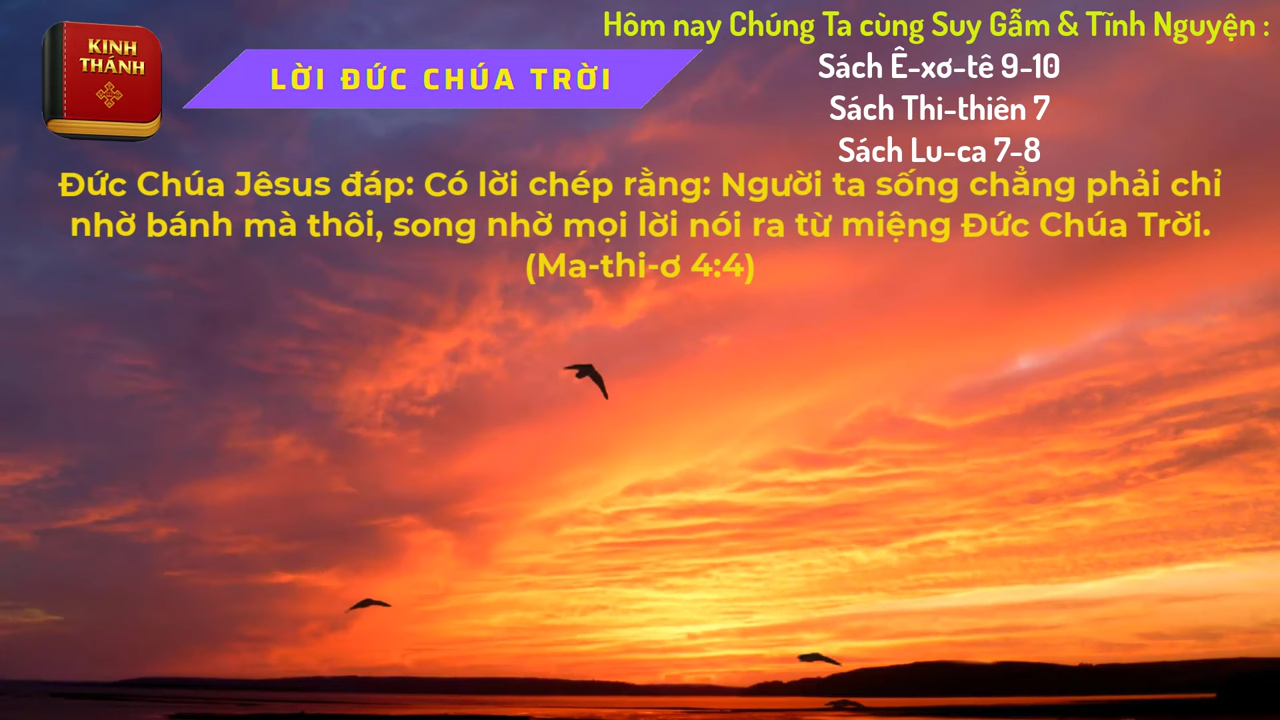 KINH
THÁNH
LỜI ĐỨC CHÚA TRỜI
Hôm nay Chúng Ta cùng Suy Gẫm & Tĩnh Nguyện :
Sách Ê-xơ-tê 9-10
Sách Thi-thiên 7
Sách Lu-ca 7-8
Đức Chúa Jêsus đáp: Có lời chép rằng: Người ta sống chẳng phải chỉ
nhờ bánh mà thôi, song nhờ mọi lời nói ra từ miệng Đức Chúa Trời.
(Ma-thi-ơ 4:4)